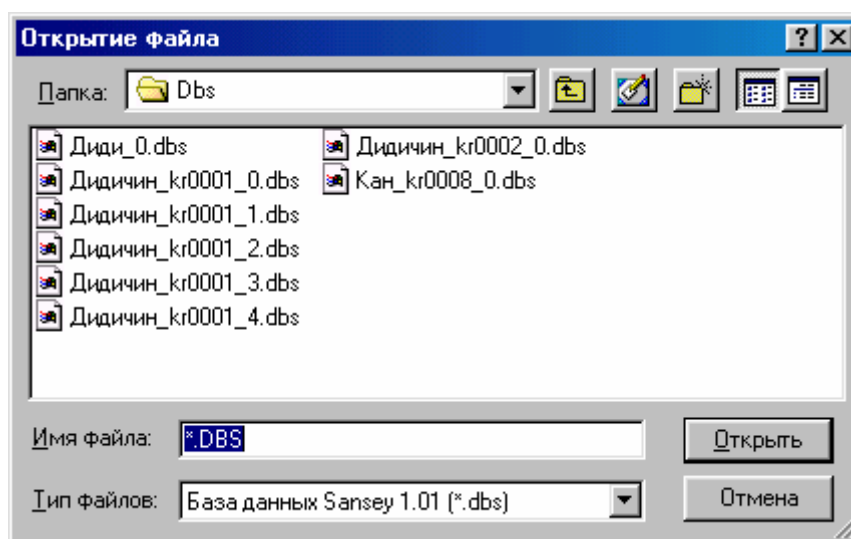 Открытие файла
Папка: Dbs
Диди_0.dbs
Дидичин_kr0001_0.dbs
Дидичин_kr0001_1.dbs
Дидичин_kr0001_2.dbs
Дидичин_kr0001_3.dbs
Дидичин_kr0001_4.dbs
Дидичин_kr0002_0.dbs
Кан_kr0008_0.dbs
Имя файла: *.DBS Открыть
Тип файлов: База данных Sansey 1.01 (*.dbs) Отмена